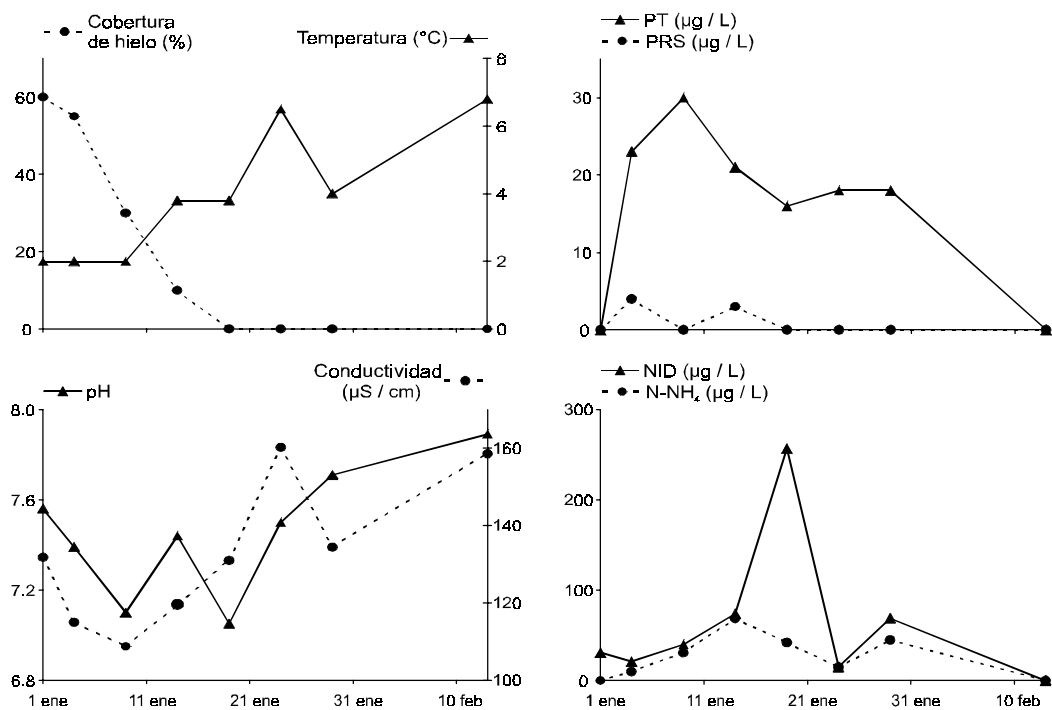 Cobertura
de hielo (%)
Temperatura (°C)
60
40
20
0
8
6
4
2
0
PT (µg / L)
PRS (µg / L)
30
20
10
0
pH
Conductividad
(µS / cm)
8.0
7.6
7.2
6.8
160
140
120
100
1 ene
11 ene
21 ene
31 ene
10 feb
NID (µg / L)
N-NH₄ (µg / L)
300
200
100
0
1 ene
11 ene
21 ene
31 ene
10 feb